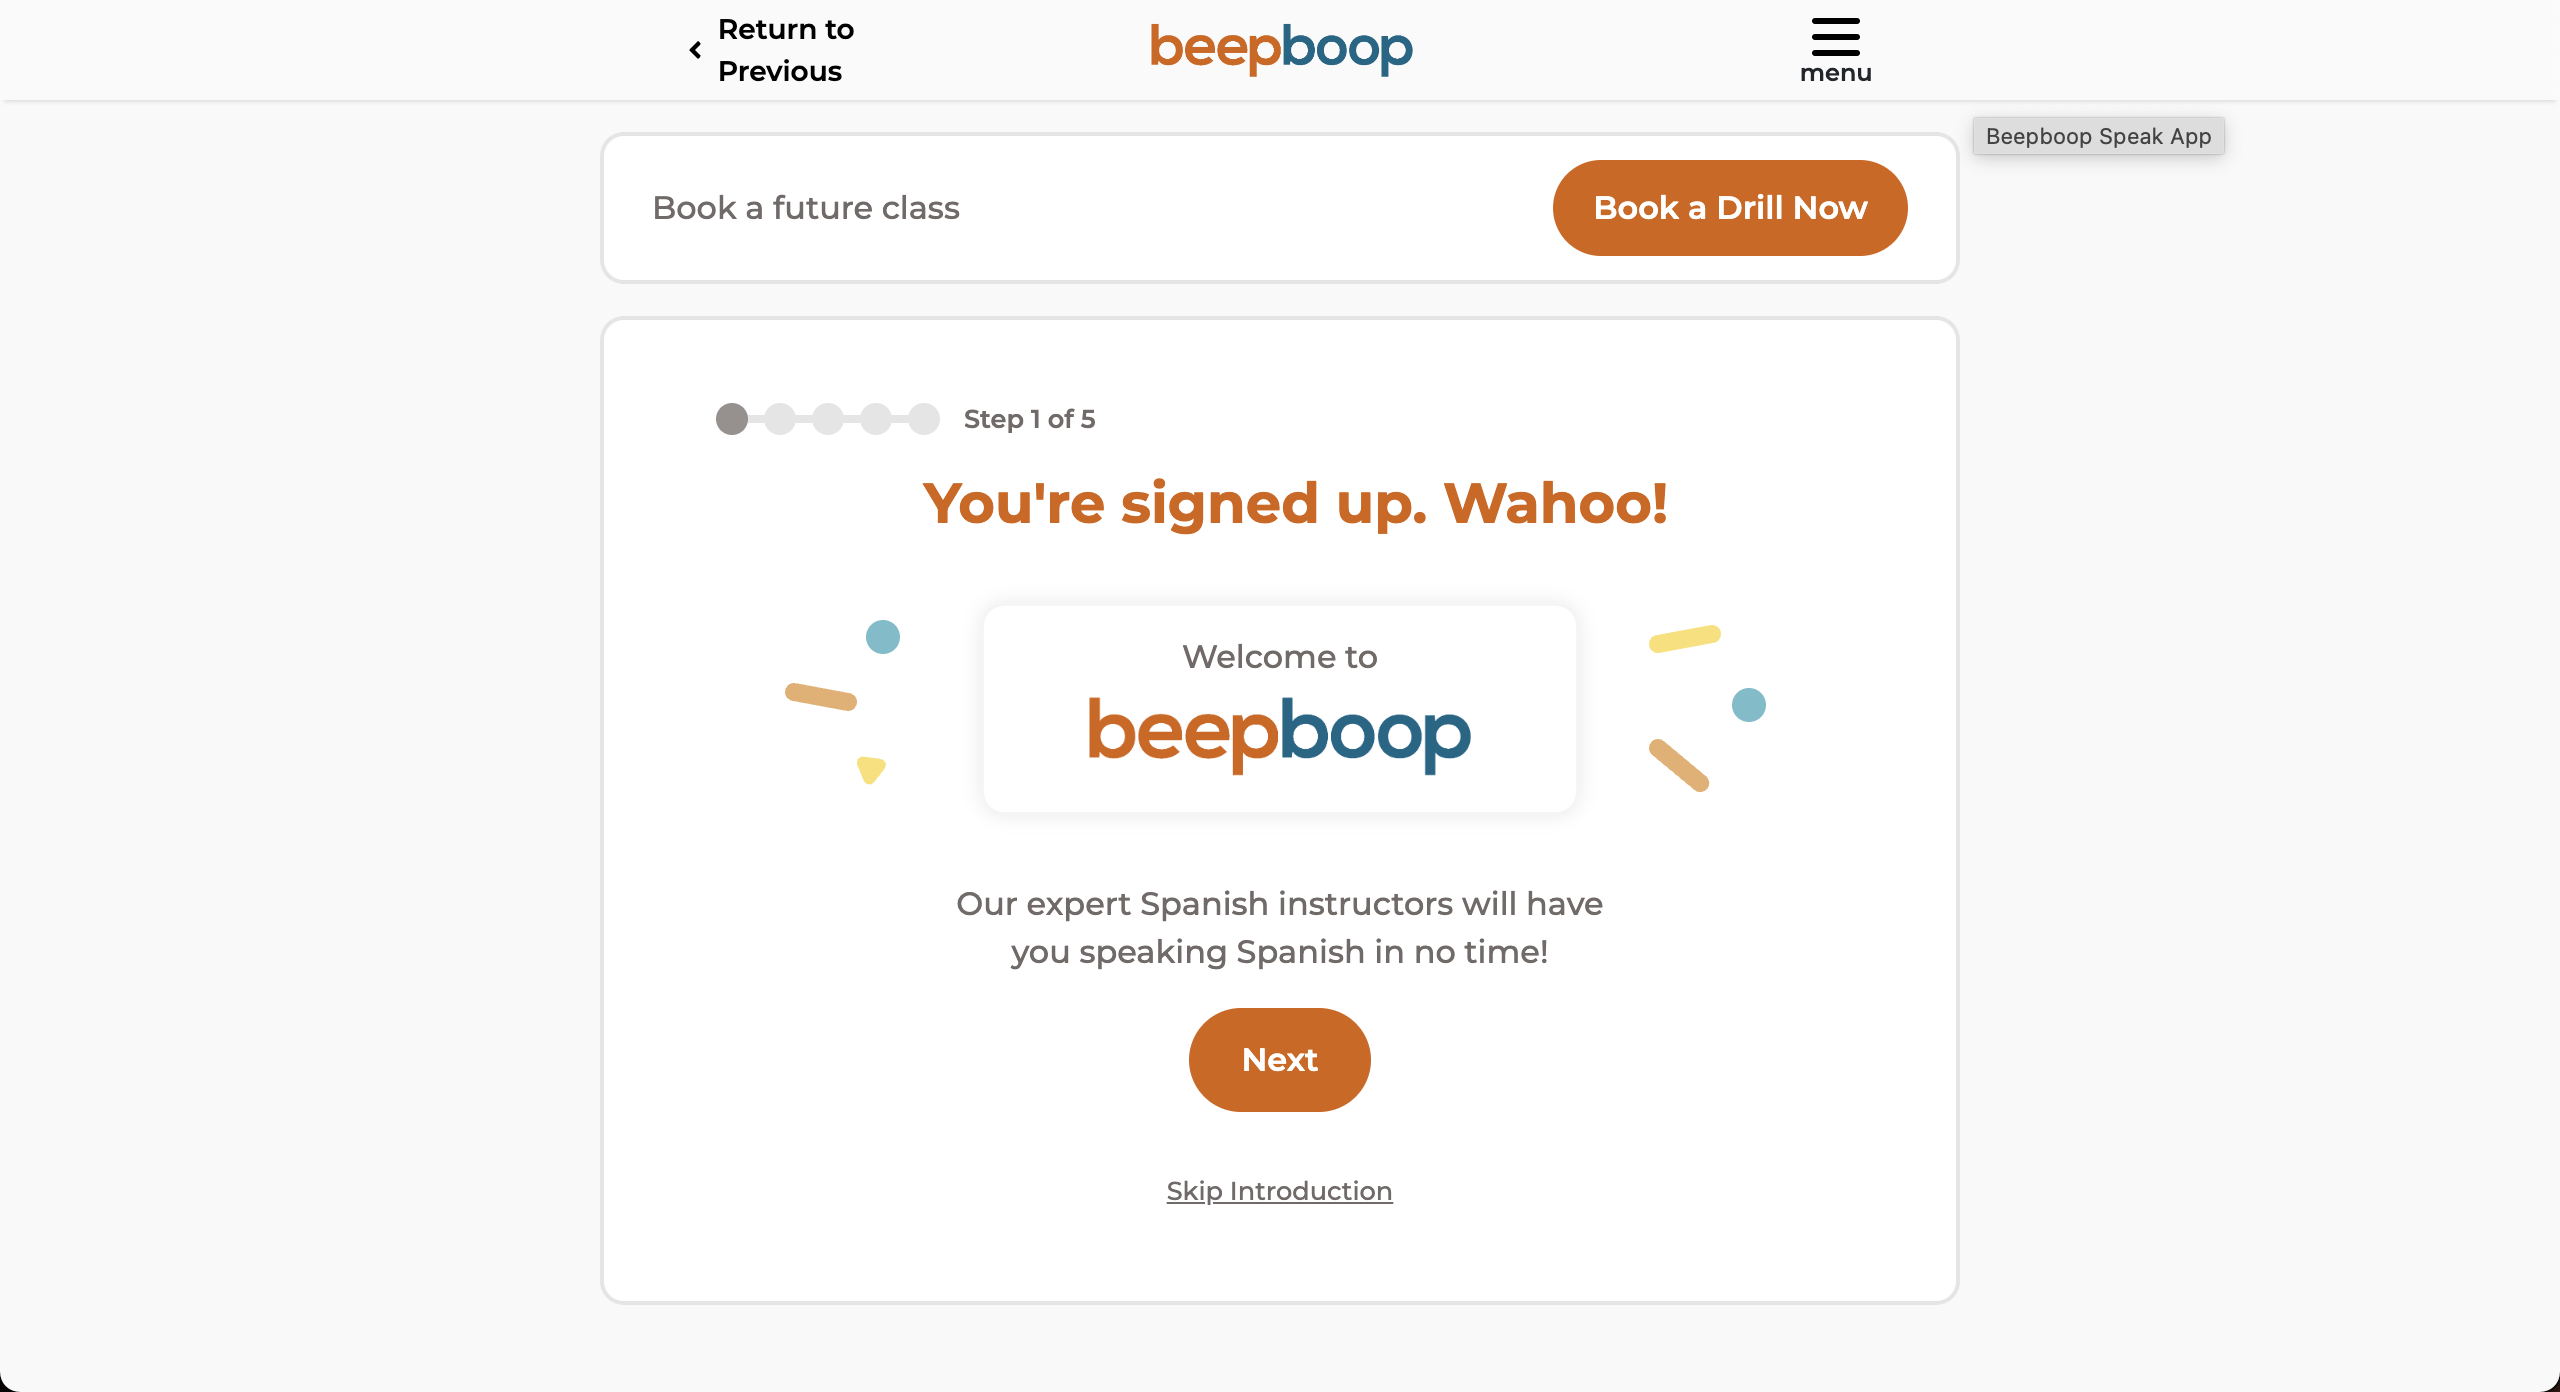 Return to
Previous
beepboop
menu
Beepboop Speak App
Book a future class
Book a Drill Now
Step 1 of 5
You're signed up. Wahoo!
Welcome to
beepboop
Our expert Spanish instructors will have
you speaking Spanish in no time!
Next
Skip Introduction